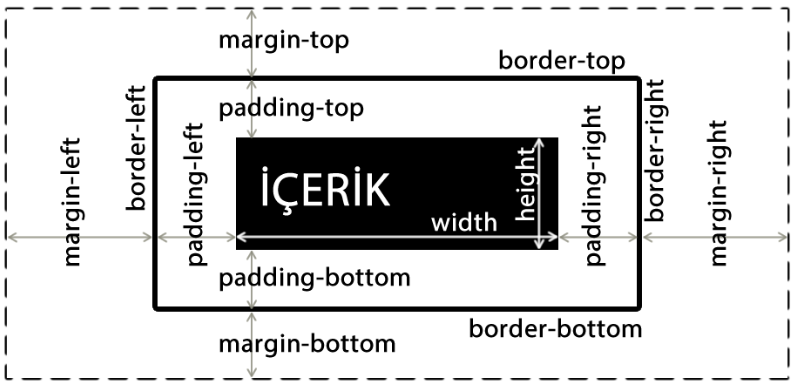 margin-top
border-top
padding-top
margin-left
border-left
padding-left
İÇERİK
width
height
padding-right
border-right
margin-right
padding-bottom
border-bottom
margin-bottom